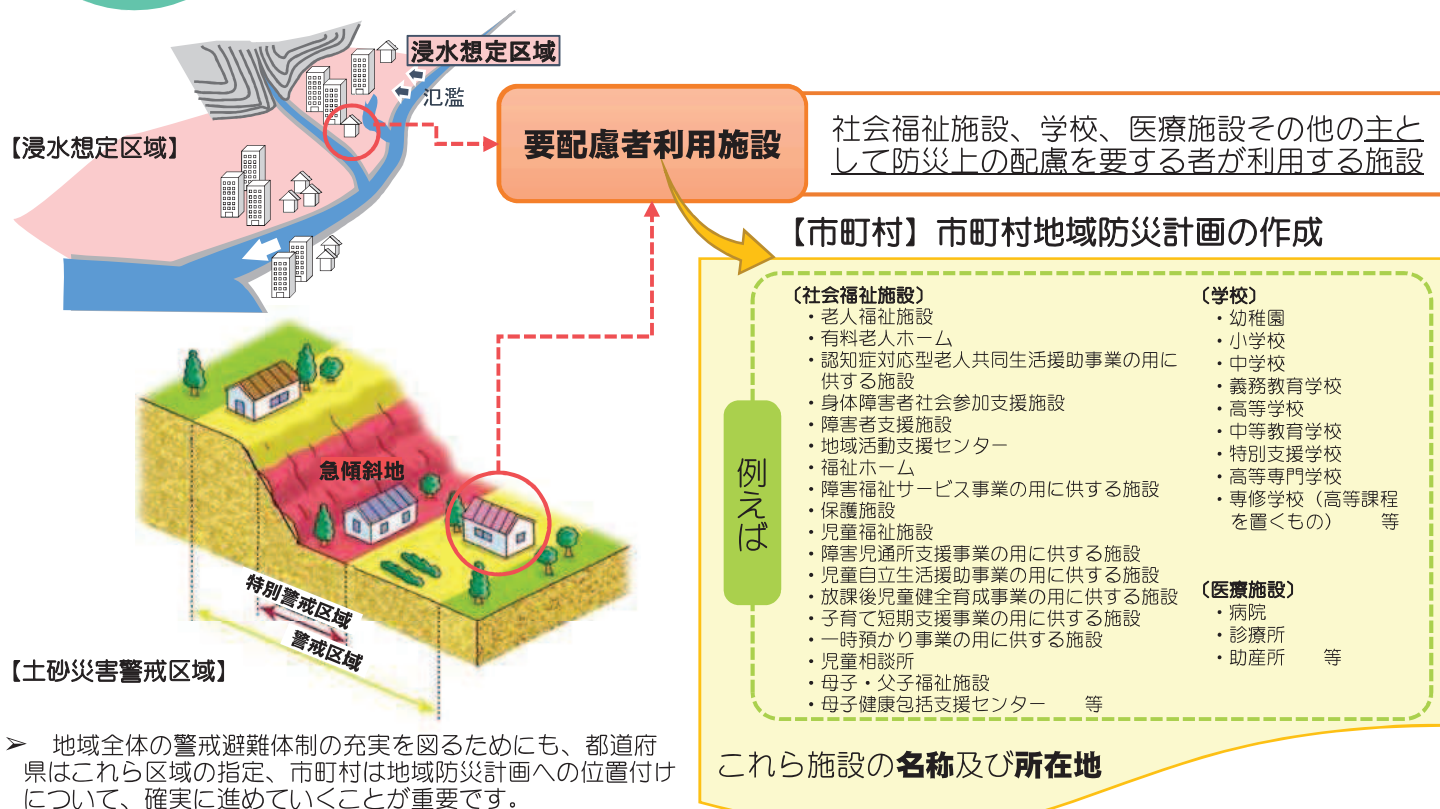 浸水想定区域
氾濫
【浸水想定区域】
要配慮者利用施設
社会福祉施設、学校、医療施設その他の主と
して防災上の配慮を要する者が利用する施設
【市町村】市町村地域防災計画の作成
例えば
〔社会福祉施設〕
・老人福祉施設
・有料老人ホーム
・認知症対応型老人共同生活援助事業の用に
供する施設
・身体障害者社会参加支援施設
・障害者支援施設
・地域活動支援センター
・福祉ホーム
・障害福祉サービス事業の用に供する施設
・保護施設
・児童福祉施設
・障害児通所支援事業の用に供する施設
・児童自立生活援助事業の用に供する施設
・放課後児童健全育成事業の用に供する施設
・子育て短期支援事業の用に供する施設
・一時預かり事業の用に供する施設
・児童相談所
・母子・父子福祉施設
・母子健康包括支援センター　　等
〔学校〕
・幼稚園
・小学校
・中学校
・義務教育学校
・高等学校
・中等教育学校
・特別支援学校
・高等専門学校
・専修学校（高等課程
を置くもの）　　等
〔医療施設〕
・病院
・診療所
・助産所　　等
これら施設の名称及び所在地
急傾斜地
特別警戒区域
警戒区域
【土砂災害警戒区域】
➢　地域全体の警戒避難体制の充実を図るためにも、都道府
県はこれら区域の指定、市町村は地域防災計画への位置付け
について、確実に進めていくことが重要です。